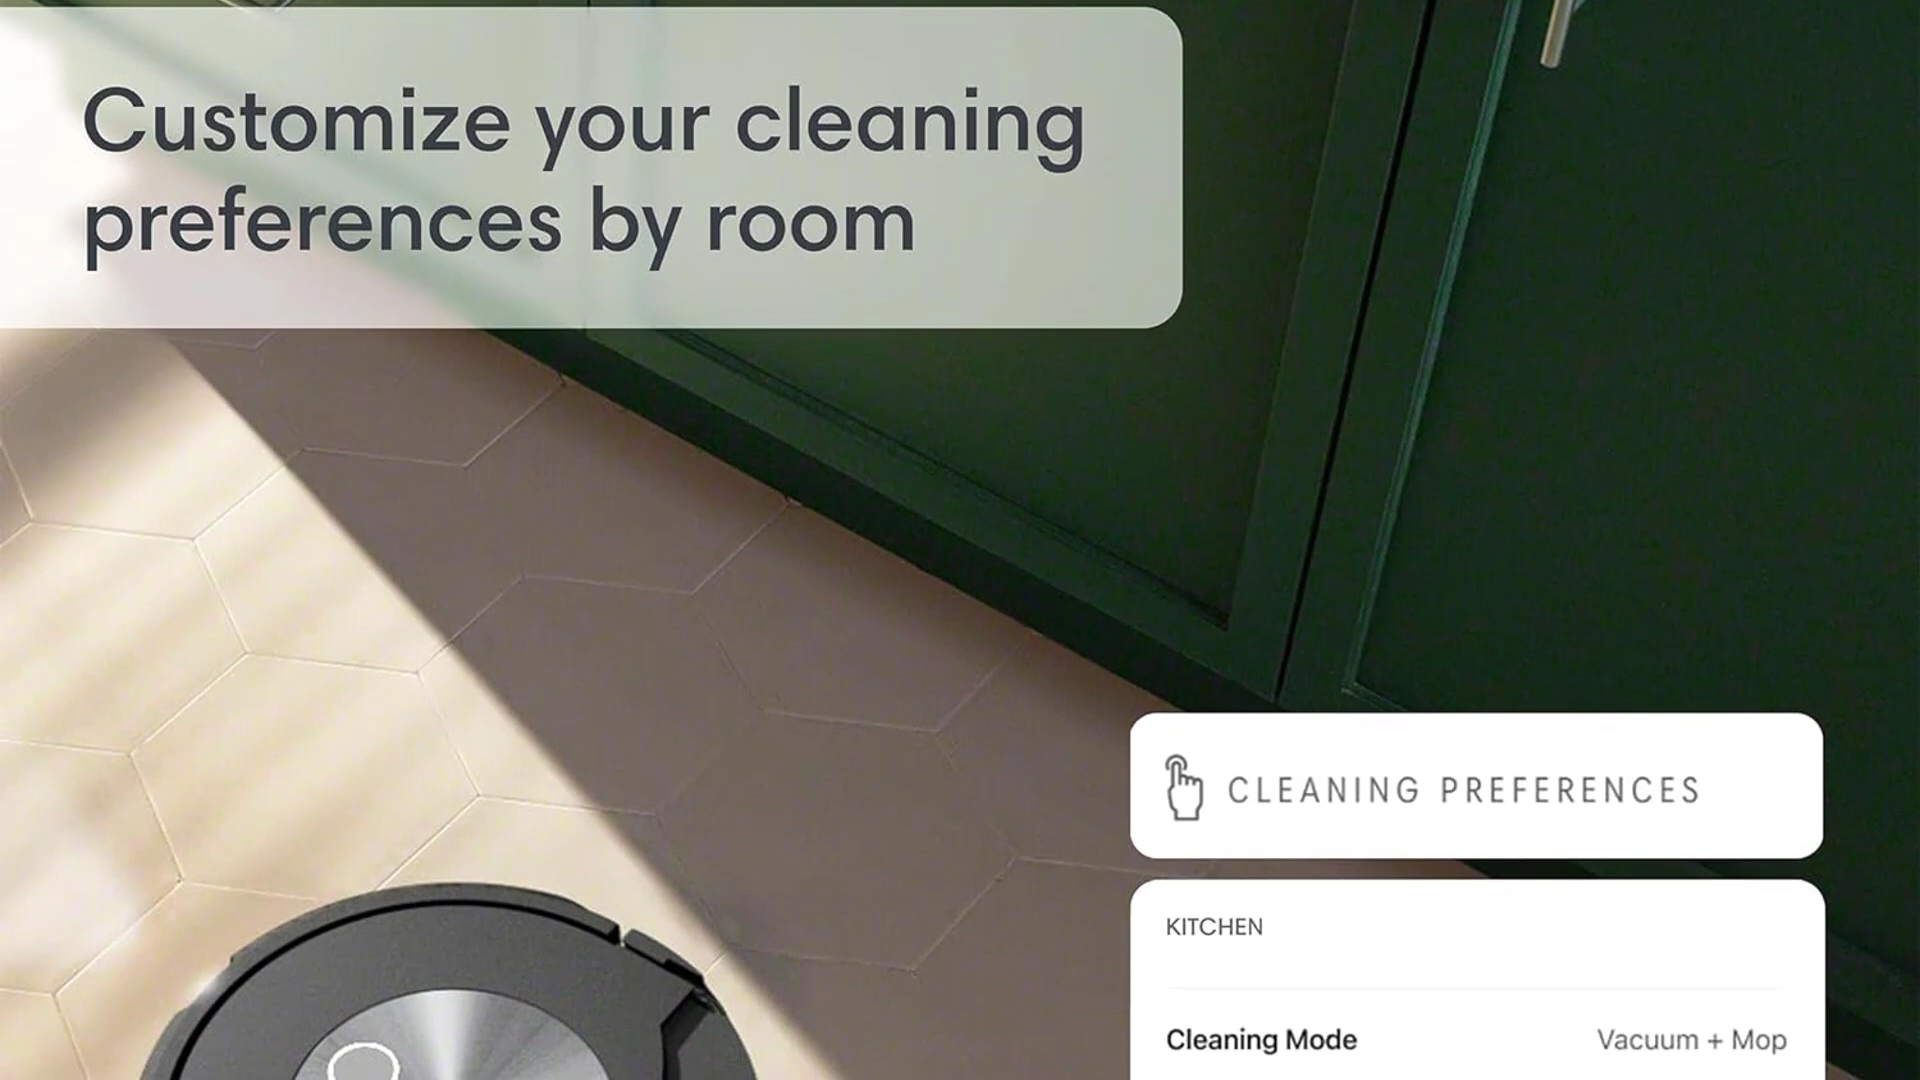 Customize your cleaning
preferences by room
CLEANING PREFERENCES
KITCHEN
Cleaning Mode Vacuum + Mop